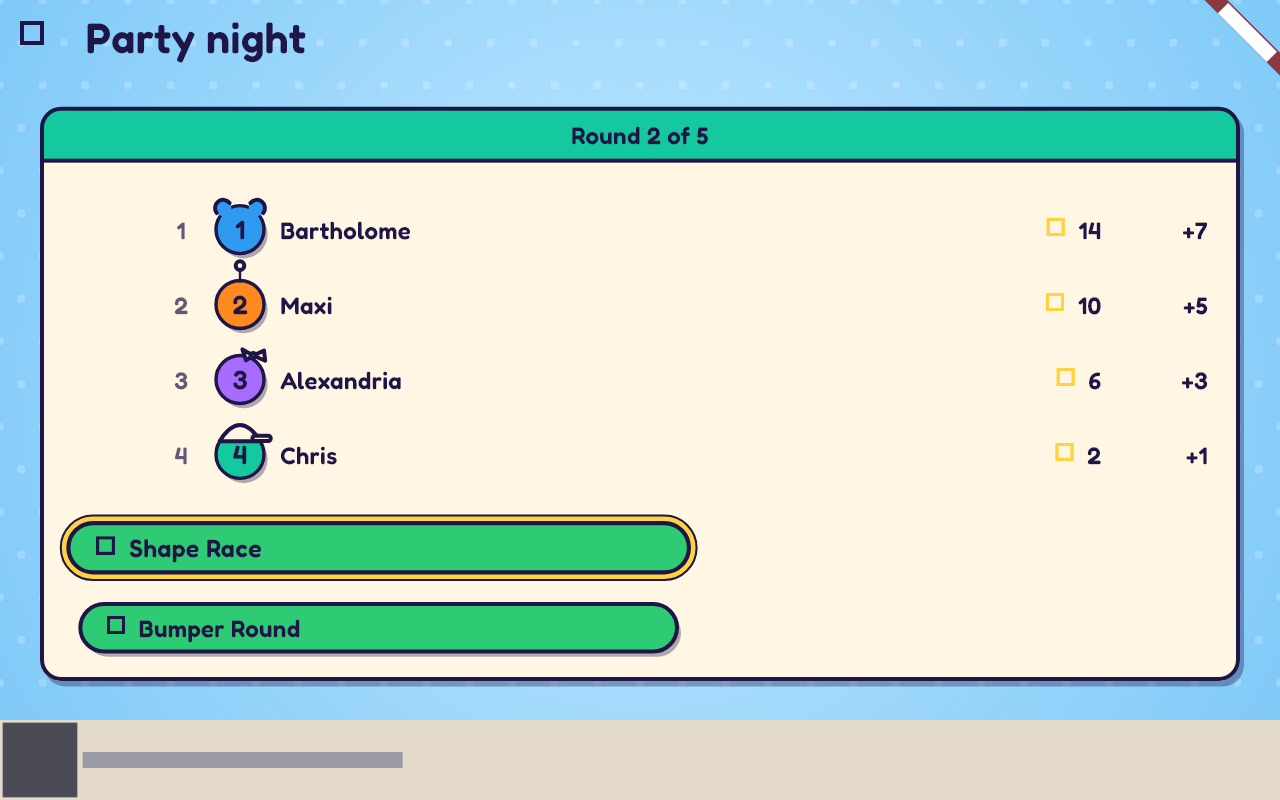 Party night
Round 2 of 5
1 1 Bartholome 14 +7
2 2 Maxi 10 +5
3 3 Alexandria 6 +3
4 4 Chris 2 +1
Shape Race
Bumper Round